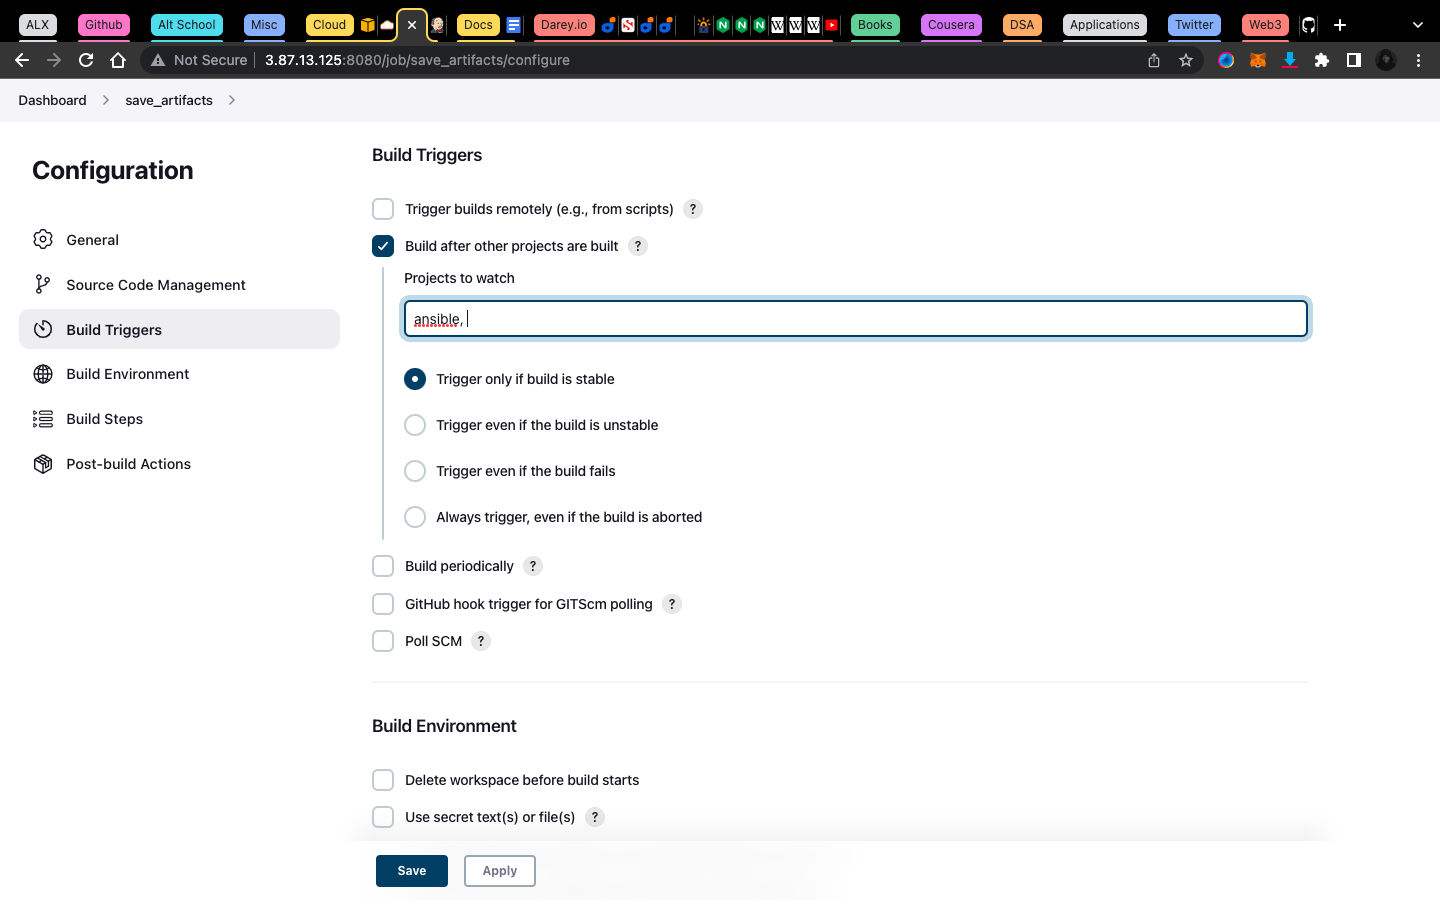 ALX Github Alt School Misc Cloud Docs Darey.io Books Cousera DSA Applications Twitter Web3
Not Secure 3.87.13.125:8080/job/save_artifacts/configure
Dashboard save_artifacts
Configuration
General
Source Code Management
Build Triggers
Build Environment
Build Steps
Post-build Actions
Build Triggers
Trigger builds remotely (e.g., from scripts) ?
Build after other projects are built ?
Projects to watch
ansible,
Trigger only if build is stable
Trigger even if the build is unstable
Trigger even if the build fails
Always trigger, even if the build is aborted
Build periodically ?
GitHub hook trigger for GITScm polling ?
Poll SCM ?
Build Environment
Delete workspace before build starts
Use secret text(s) or file(s) ?
Save Apply